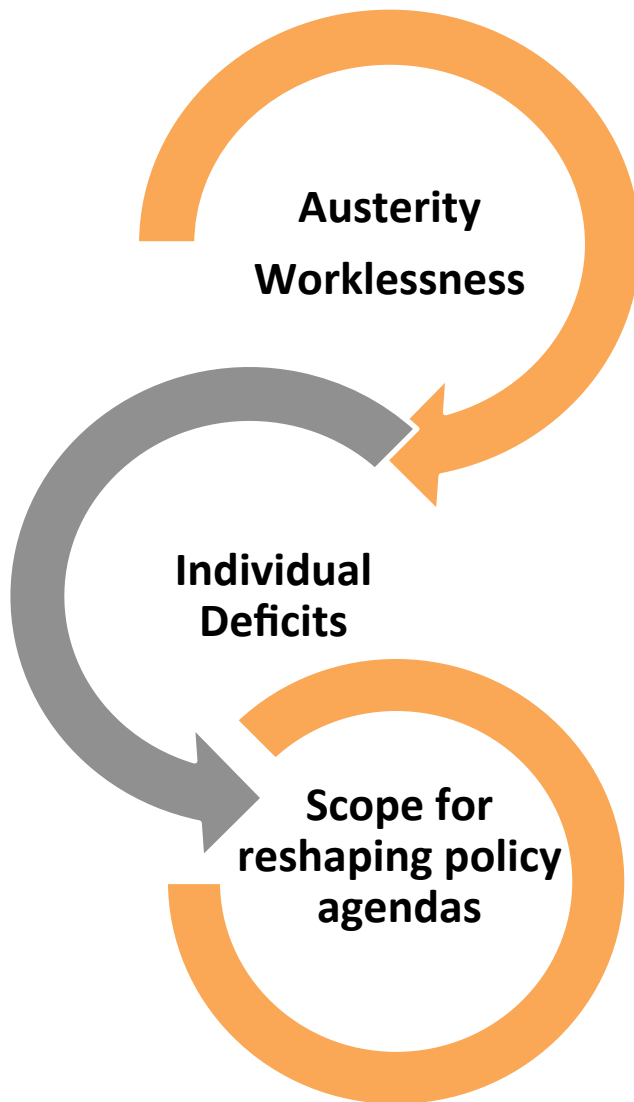 Austerity
Worklessness
Individual
Deficits
Scope for
reshaping policy
agendas